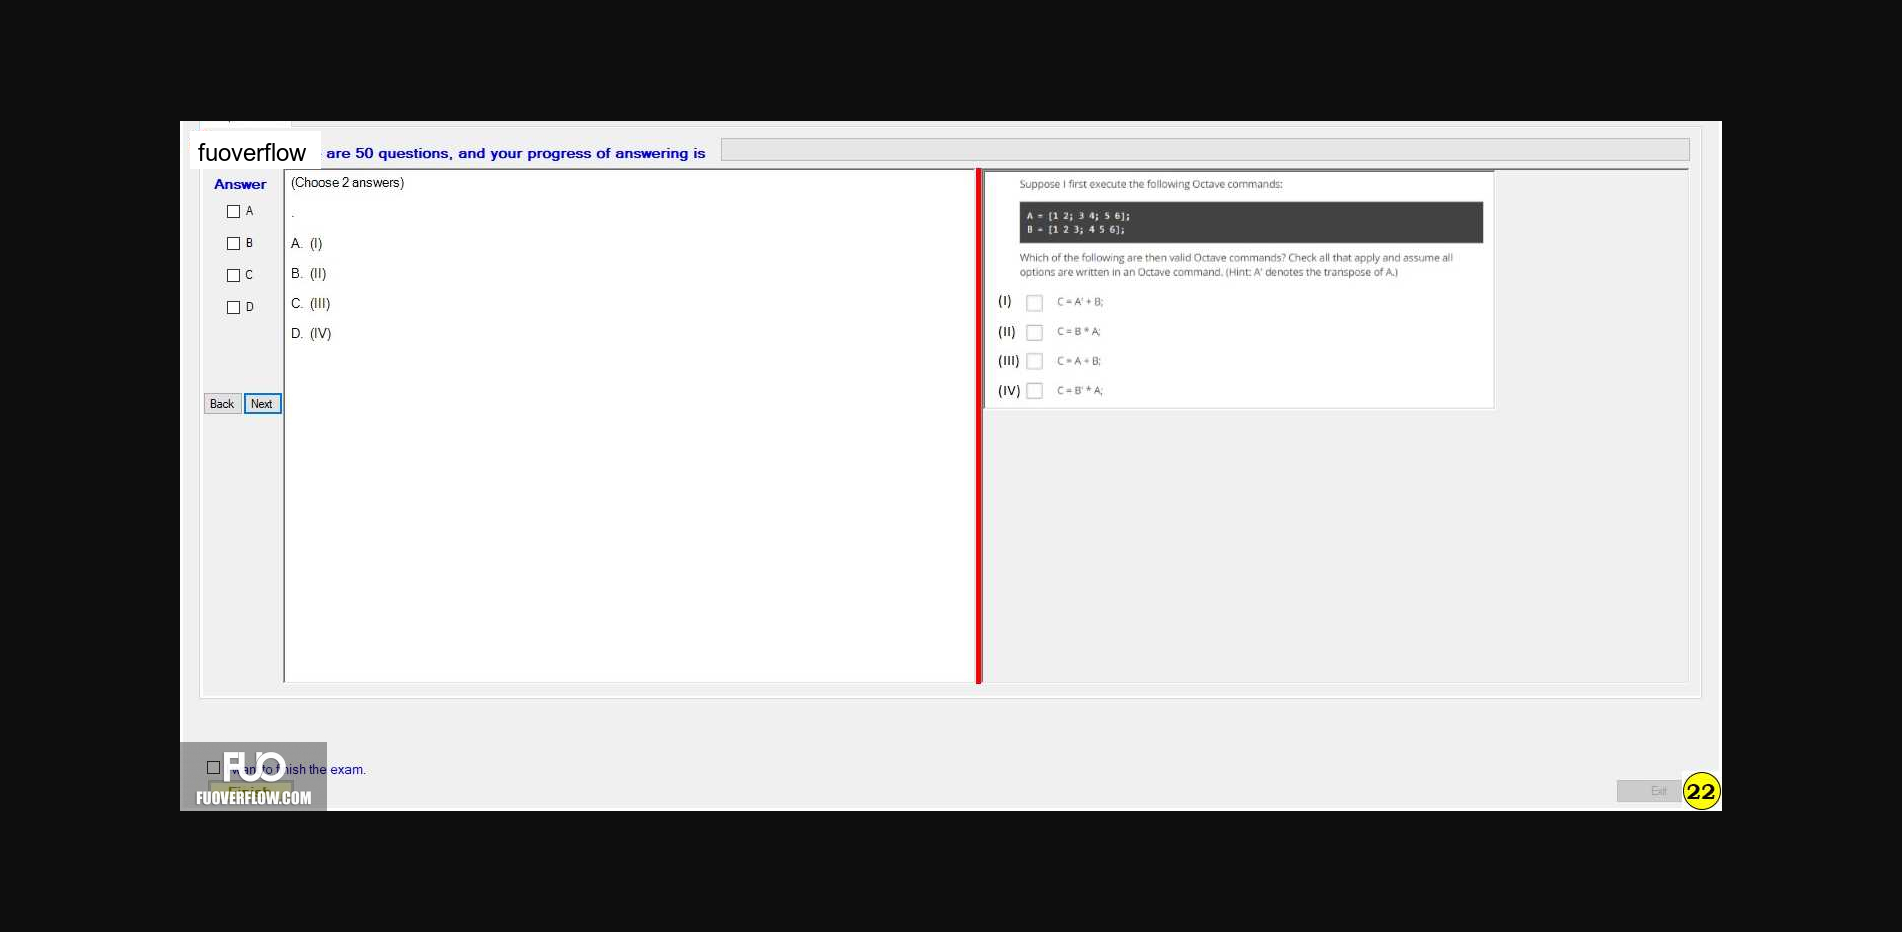 fuoverflow are 50 questions, and your progress of answering is
Answer
A
B
C
D
Back Next
(Choose 2 answers)
.
A. (I)
B. (II)
C. (III)
D. (IV)
Suppose I first execute the following Octave commands:
A = [1 2; 3 4; 5 6];
B = [1 2 3; 4 5 6];
Which of the following are then valid Octave commands? Check all that apply and assume all
options are written in an Octave command. (Hint: A' denotes the transpose of A.)
(I) C = A' + B;
(II) C = B * A;
(III) C = A + B;
(IV) C = B' * A;
want to finish the exam.
Finish
FUO
FUOVERFLOW.COM
Exit
22